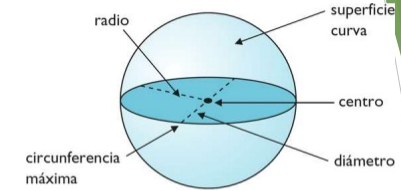 radio
superficie
curva
centro
diámetro
circunferencia
máxima